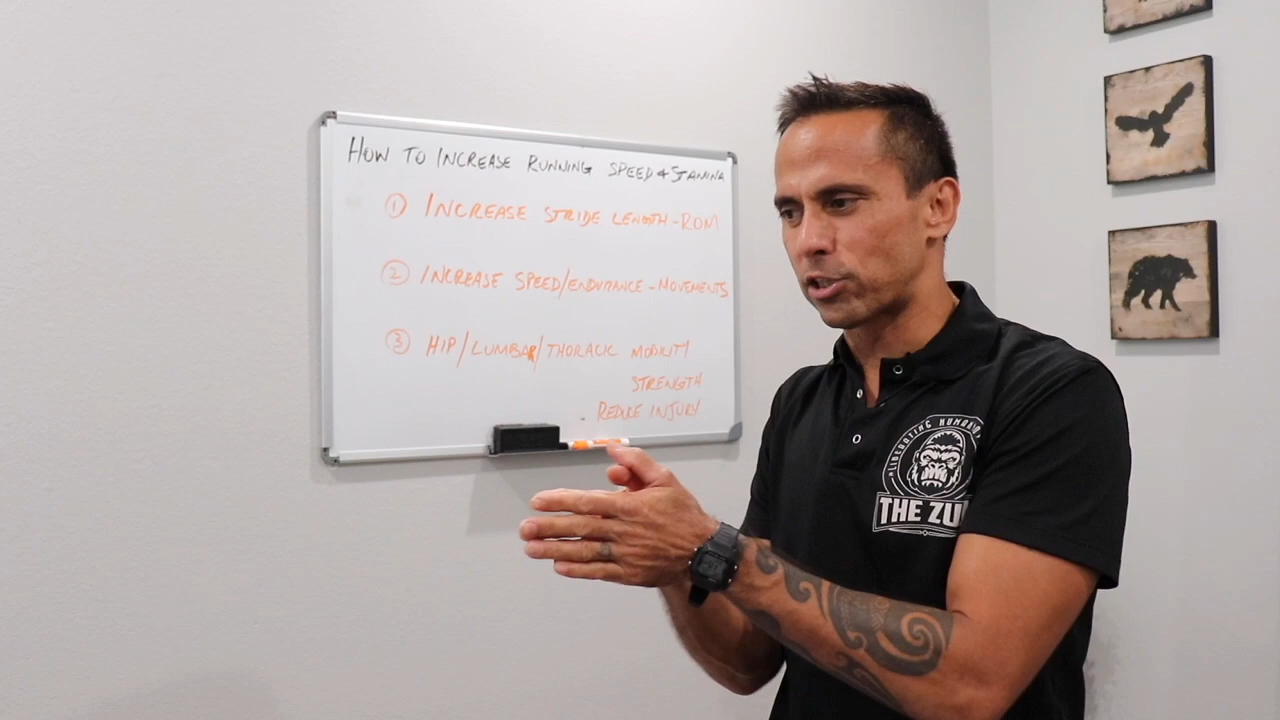 HOW TO INCREASE RUNNING SPEED & STAMINA
① INCREASE STRIDE LENGTH - ROM
② INCREASE SPEED/ENDURANCE - MOVEMENTS
③ HIP/LUMBAR/THORACIC MOBILITY
STRENGTH
REDUCE INJURY
LIBERATING
THE ZU